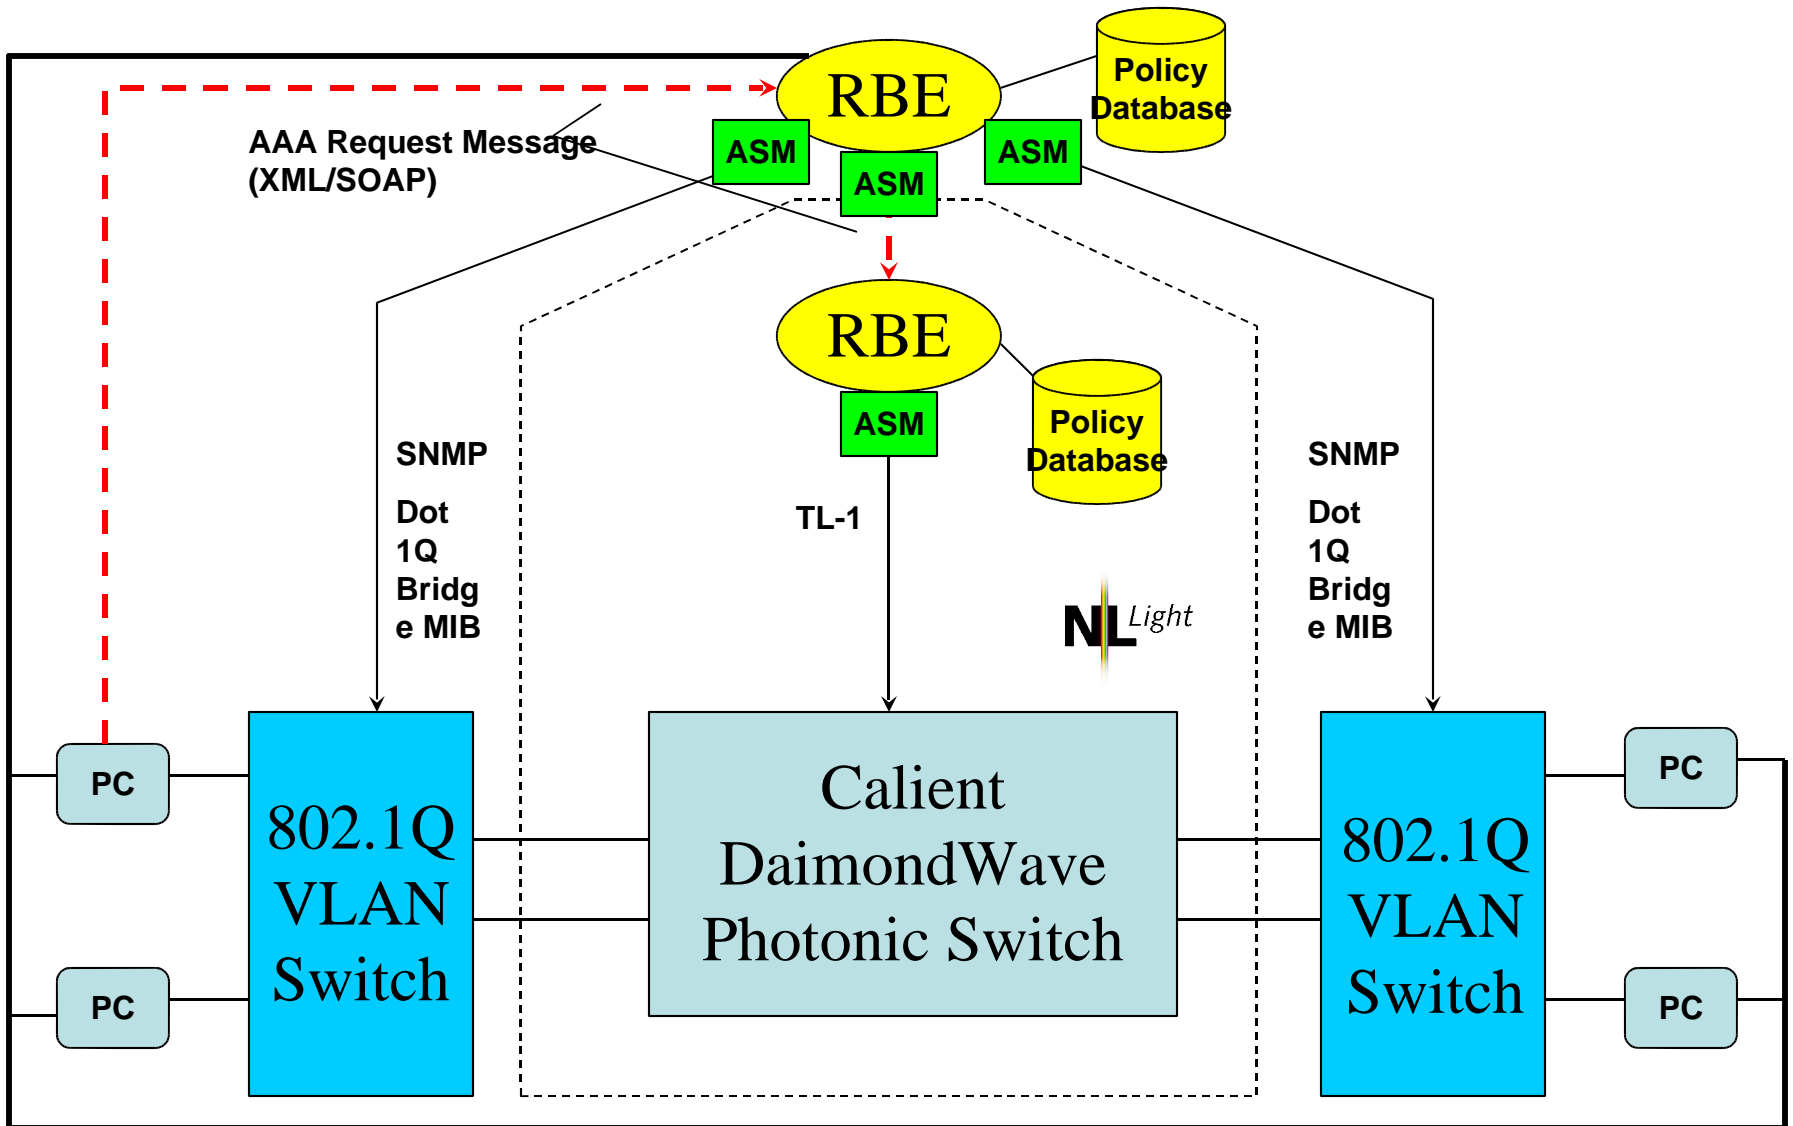 RBE
Policy
Database
AAA Request Message
(XML/SOAP)
ASM
ASM
ASM
RBE
ASM
Policy
Database
SNMP
Dot
1Q
Bridg
e MIB
TL-1
SNMP
Dot
1Q
Bridg
e MIB
NL Light
PC
802.1Q
VLAN
Switch
PC
Calient
DaimondWave
Photonic Switch
802.1Q
VLAN
Switch
PC
PC